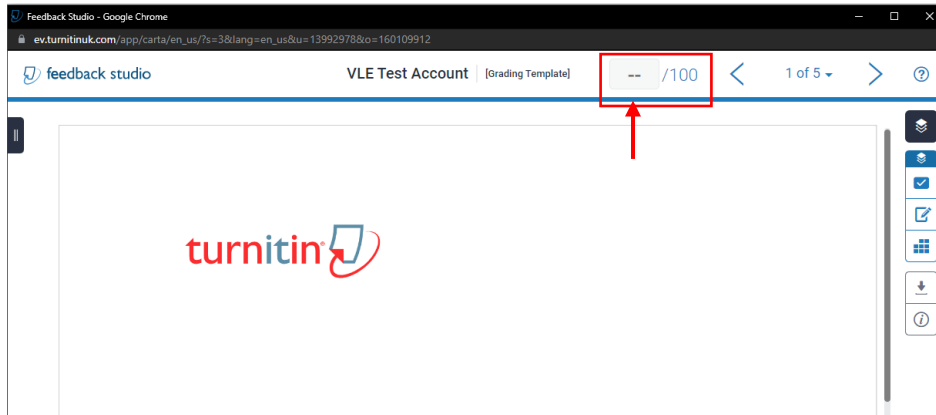 Feedback Studio - Google Chrome
ev.turnitinuk.com/app/carta/en_us/?s=3&lang=en_us&u=13992978&o=160109912
feedback studio
VLE Test Account | [Grading Template]
-- /100
1 of 5
?
turnitin
i